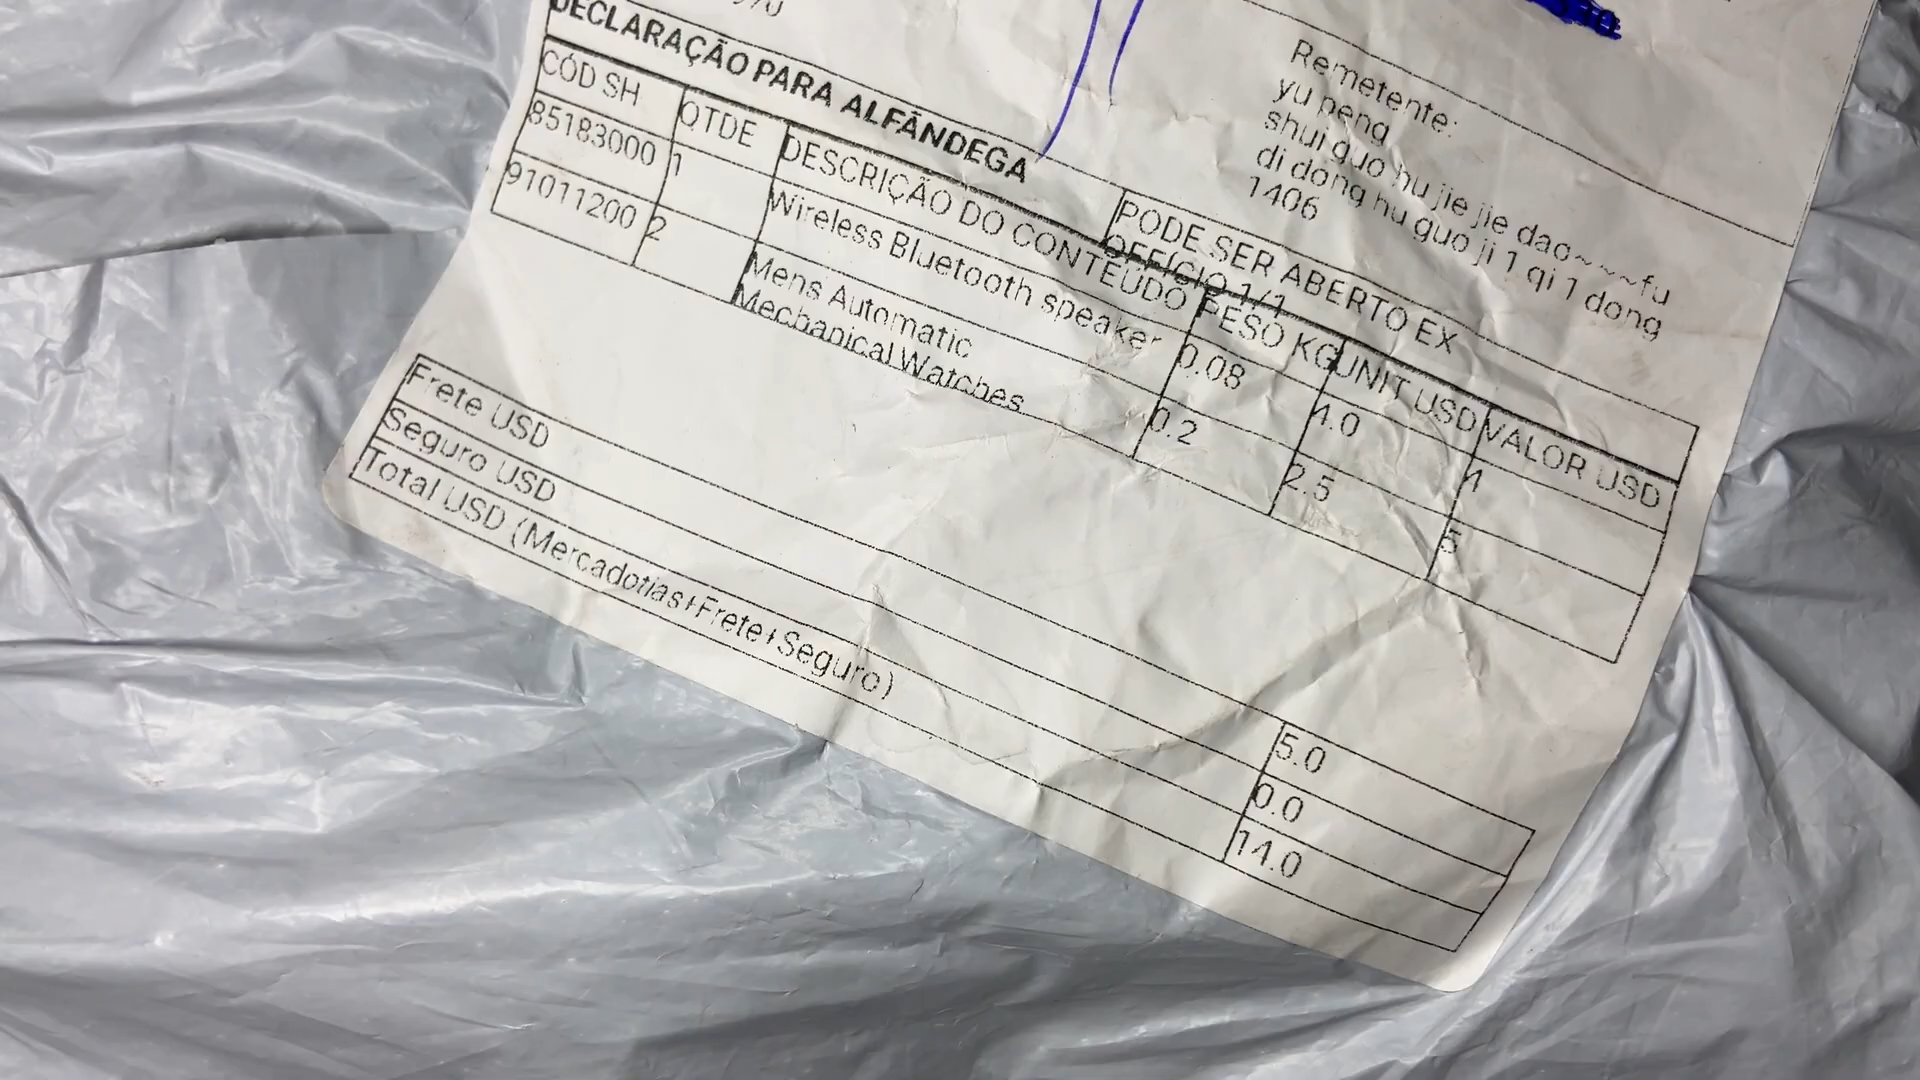 Remetente:
yu peng
shui guo hu jie jie dao~~~fu
di dong hu guo ji 1 qi 1 dong
1406
DECLARAÇÃO PARA ALFÂNDEGA
PODE SER ABERTO EX
OFFÍCIO 1/1
CÓD SH QTDE DESCRIÇÃO DO CONTEÚDO PESO KG UNIT USD VALOR USD
85183000 1 Wireless Bluetooth speaker 0.08 4.0 4
91011200 2 Mens Automatic 0.2 2.5 5
Mechanical Watches
Frete USD 5.0
Seguro USD 0.0
Total USD (Mercadorias+Frete+Seguro) 14.0